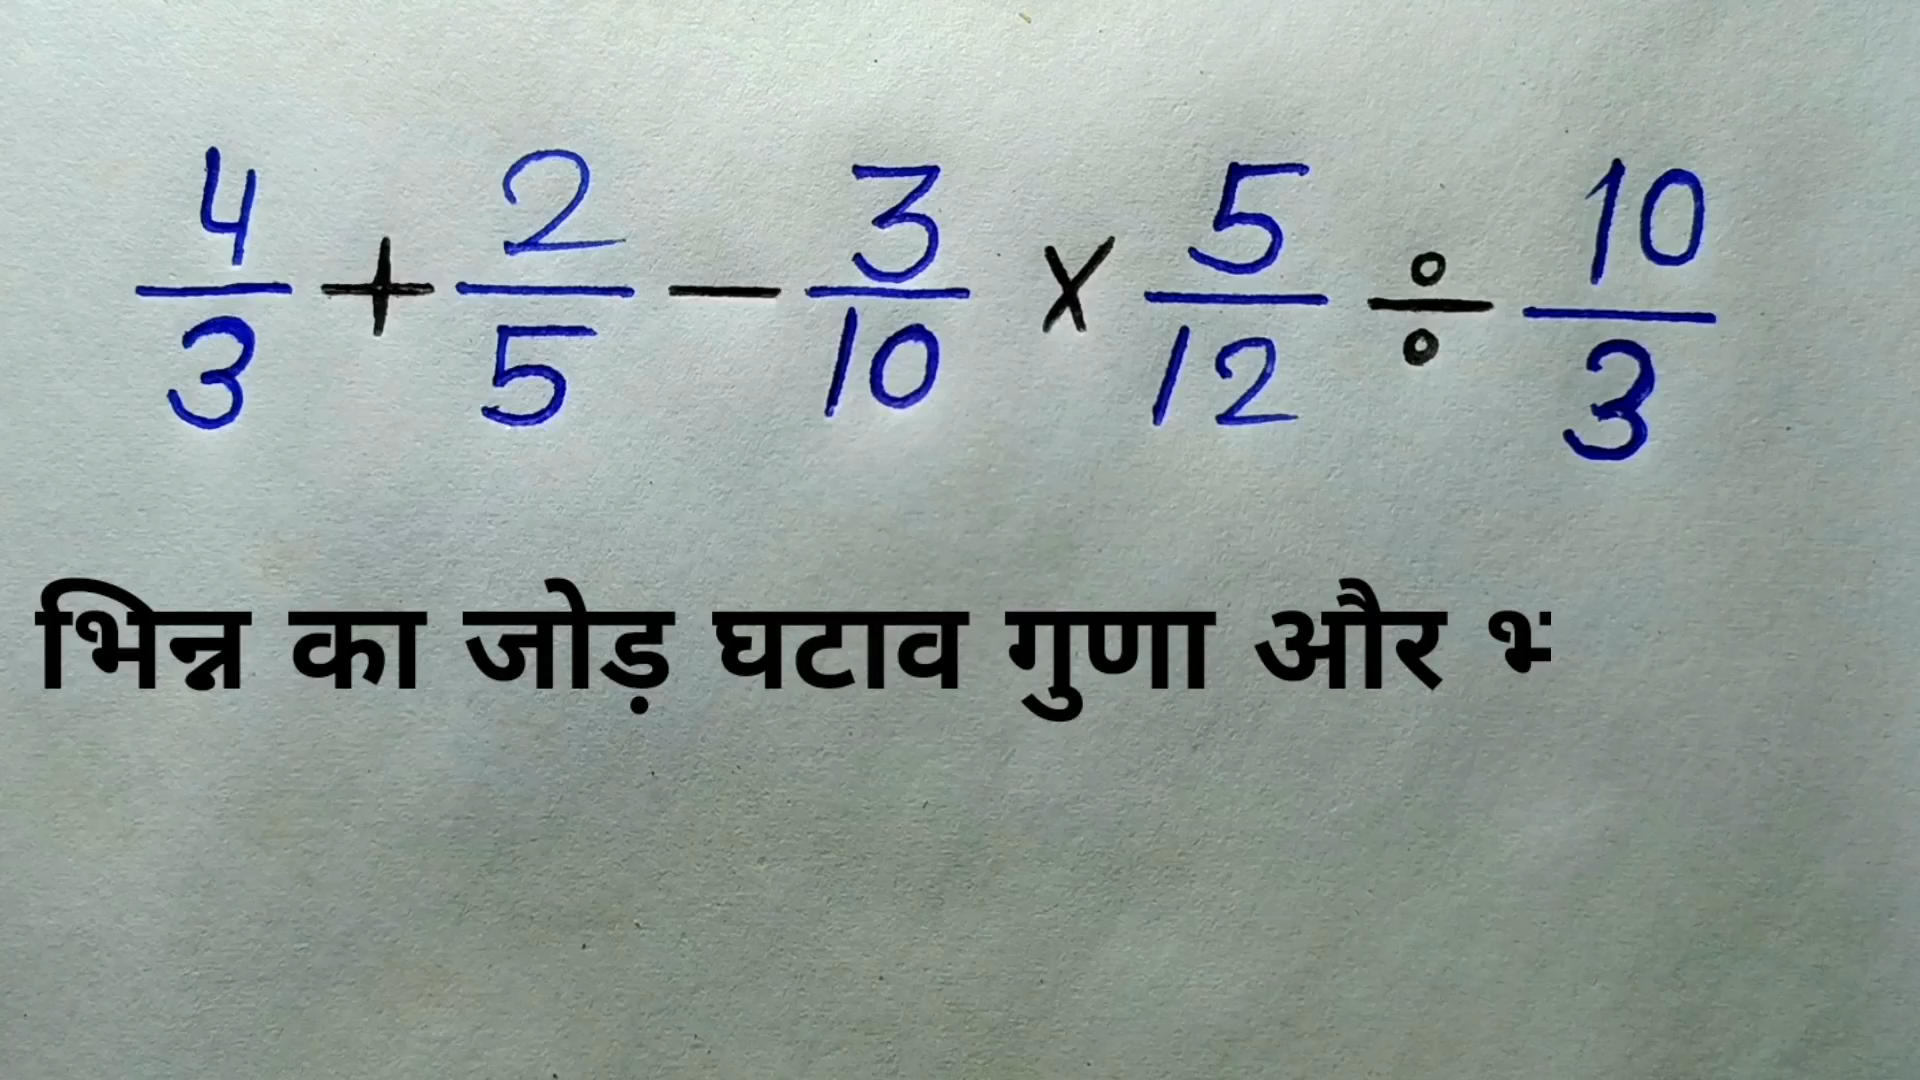 4/3 + 2/5 − 3/10 × 5/12 ÷ 10/3
भिन्न का जोड़ घटाव गुणा और